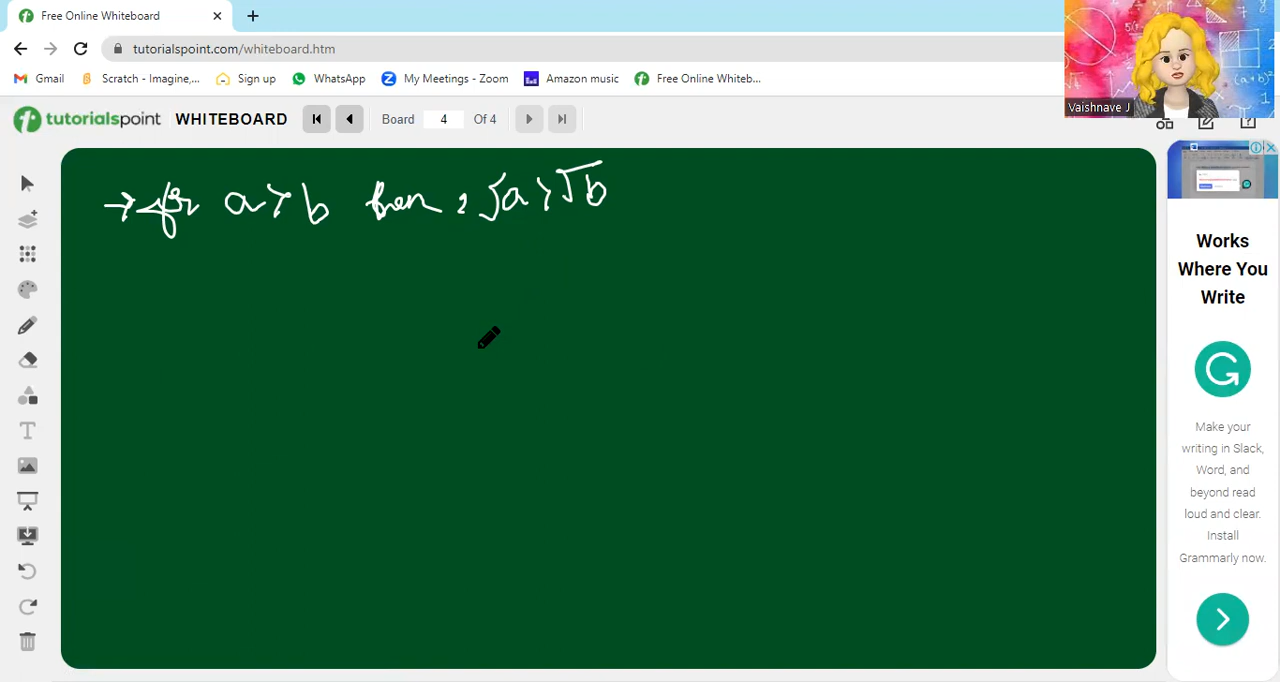 Free Online Whiteboard
tutorialspoint.com/whiteboard.htm
Gmail Scratch - Imagine,... Sign up WhatsApp My Meetings - Zoom Amazon music Free Online Whiteb...
Vaishnave J
tutorialspoint WHITEBOARD Board 4 Of 4
→ for a > b then : √a > √b
Works
Where You
Write
Make your
writing in Slack,
Word, and
beyond read
loud and clear.
Install
Grammarly now.